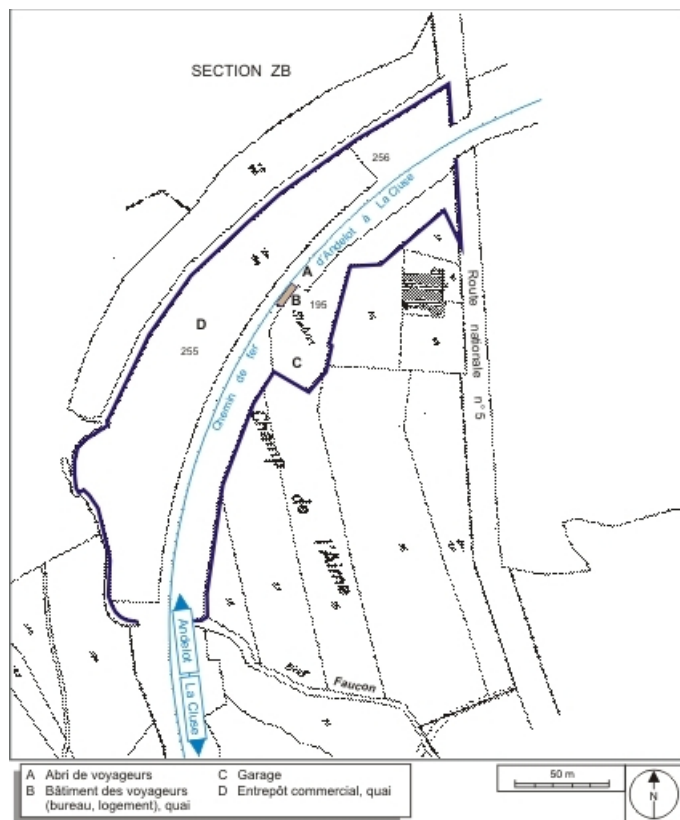 SECTION ZB
256
Chemin de fer d'Andelot à La Cluse
A
B
195
D
255
C
Route nationale n° 5
Champ de l'Aime
Andelot
La Cluse
Bief
Faucon
A Abri de voyageurs
B Bâtiment des voyageurs
(bureau, logement), quai
C Garage
D Entrepôt commercial, quai
50 m
N